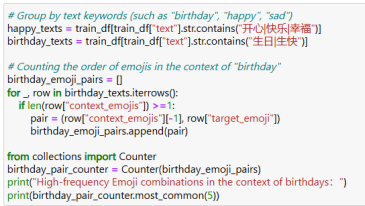 # Group by text keywords (such as "birthday", "happy", "sad")
happy_texts = train_df[train_df["text"].str.contains("开心|快乐|幸福")]
birthday_texts = train_df[train_df["text"].str.contains("生日|生快")]
# Counting the order of emojis in the context of "birthday"
birthday_emoji_pairs = []
for _, row in birthday_texts.iterrows():
if len(row["context_emojis"]) >=1:
pair = (row["context_emojis"][-1], row["target_emoji"])
birthday_emoji_pairs.append(pair)
from collections import Counter
birthday_pair_counter = Counter(birthday_emoji_pairs)
print("High-frequency Emoji combinations in the context of birthdays：")
print(birthday_pair_counter.most_common(5))